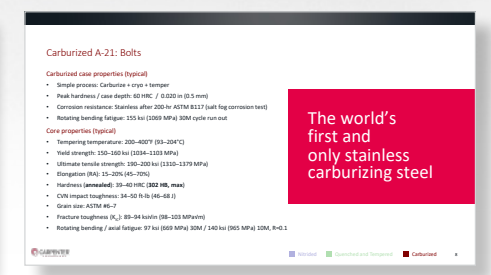 Carburized A-21: Bolts
Carburized case properties (typical)
• Simple process: Carburize + cryo + temper
• Peak hardness / case depth: 60 HRC / 0.020 in (0.5 mm)
• Corrosion resistance: Stainless after 200-hr ASTM B117 (salt fog corrosion test)
• Rotating bending fatigue: 155 ksi (1069 MPa) 30M cycle run out
Core properties (typical)
• Tempering temperature: 200–400°F (93–204°C)
• Yield strength: 150–160 ksi (1034–1103 MPa)
• Ultimate tensile strength: 190–200 ksi (1310–1379 MPa)
• Elongation (RA): 15–20% (45–70%)
• Hardness (annealed): 39–40 HRC (302 HB, max)
• CVN impact toughness: 34–50 ft-lb (46–68 J)
• Grain size: ASTM #6–7
• Fracture toughness (K): 89–94 ksi√in (98–103 MPa√m)
• Rotating bending / axial fatigue: 97 ksi (669 MPa) 30M / 140 ksi (965 MPa) 10M, R=0.1
The world's
first and
only stainless
carburizing steel
CARPENTER
Nitrided
Quenched and Tempered
Carburized